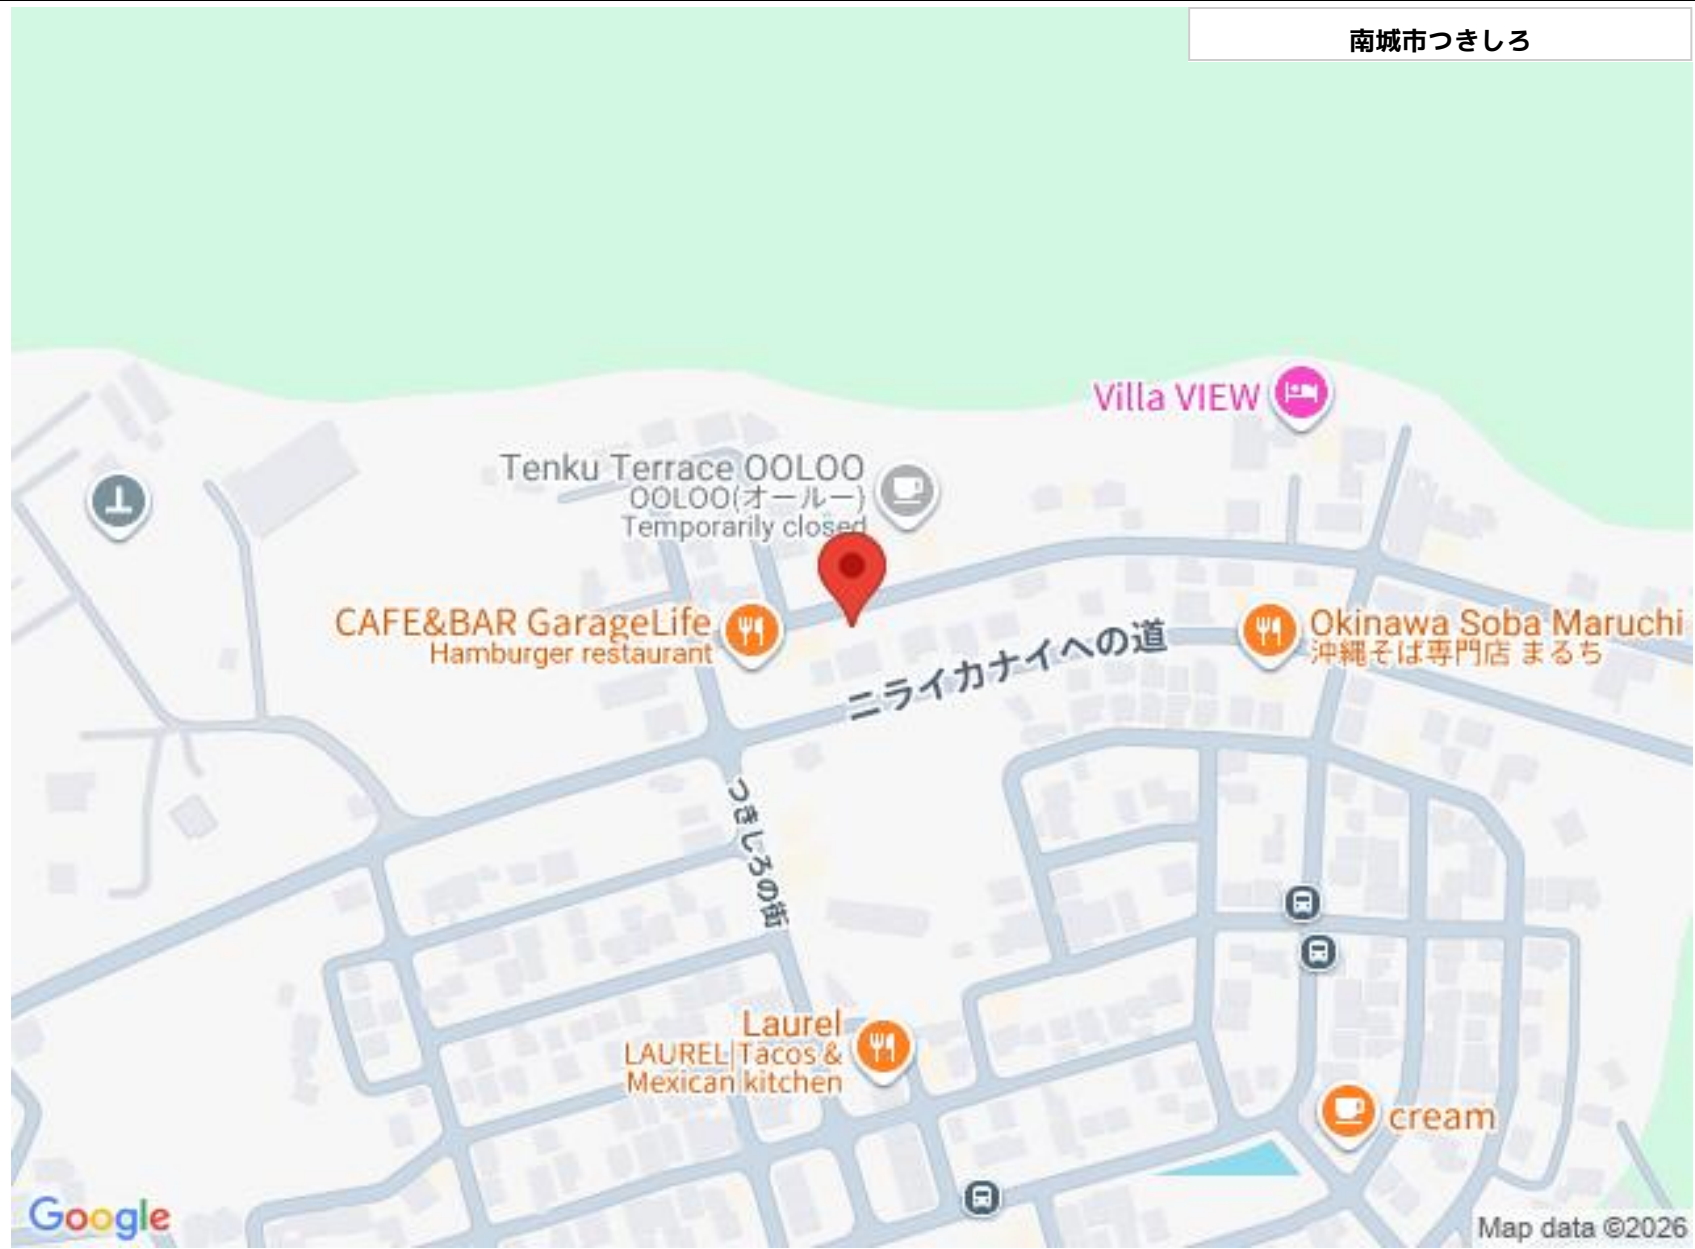 南城市つきしろ
Villa VIEW
Tenku Terrace OOLOO
OOLOO(オールー)
Temporarily closed
CAFE&BAR GarageLife
Hamburger restaurant
Okinawa Soba Maruchi
沖縄そば専門店 まるち
ニライカナイへの道
つきしろの街
Laurel
LAUREL|Tacos &
Mexican kitchen
cream
Google
Map data ©2026